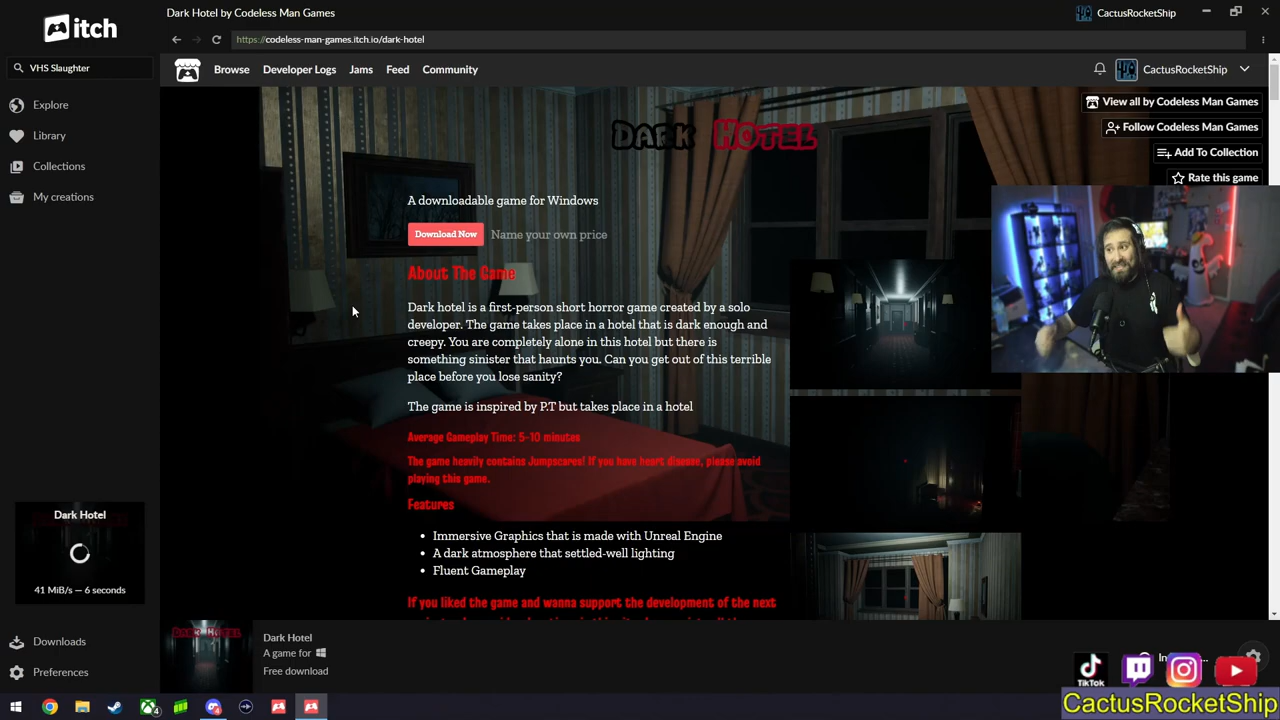 Dark Hotel by Codeless Man Games
CactusRocketShip
itch
https://codeless-man-games.itch.io/dark-hotel
VHS Slaughter
Browse
Developer Logs
Jams
Feed
Community
CactusRocketShip
Explore
Library
Collections
My creations
View all by Codeless Man Games
Follow Codeless Man Games
Add To Collection
Rate this game
Dark Hotel
A downloadable game for Windows
Download Now
Name your own price
About The Game
Dark hotel is a first-person short horror game created by a solo
developer. The game takes place in a hotel that is dark enough and
creepy. You are completely alone in this hotel but there is
something sinister that haunts you. Can you get out of this terrible
place before you lose sanity?
The game is inspired by P.T but takes place in a hotel
Average Gameplay Time: 5-10 minutes
The game heavily contains Jumpscares! If you have heart disease, please avoid
playing this game.
Features
Immersive Graphics that is made with Unreal Engine
A dark atmosphere that settled-well lighting
Fluent Gameplay
If you liked the game and wanna support the development of the next
Dark Hotel
41 MiB/s — 6 seconds
Downloads
Preferences
DARK HOTEL
Dark Hotel
A game for
Free download
TikTok
4
CactusRocketShip